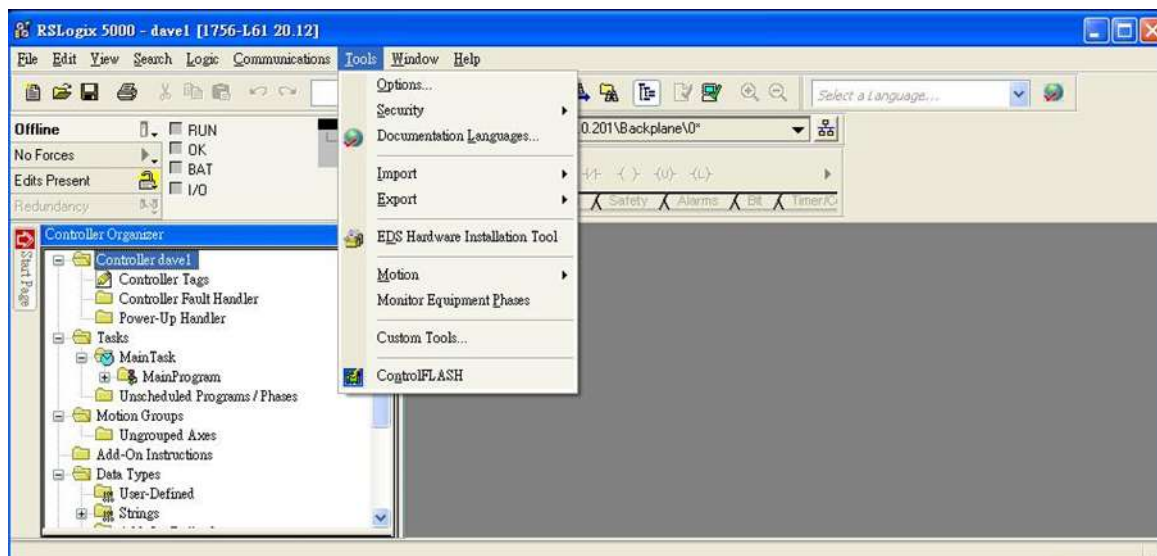 RSLogix 5000 - dave1 [1756-L61 20.12]
File Edit View Search Logic Communications Tools Window Help
Select a Language...
Offline
RUN
No Forces
OK
Edits Present
BAT
Redundancy
I/O
0.201\Backplane\0*
Safety Alarms Bit
Options...
Security
Documentation Languages...
Import
Export
EDS Hardware Installation Tool
Motion
Monitor Equipment Phases
Custom Tools...
ControlFLASH
Start Page
Controller Organizer
Controller dave1
Controller Tags
Controller Fault Handler
Power-Up Handler
Tasks
MainTask
MainProgram
Unscheduled Programs / Phases
Motion Groups
Ungrouped Axes
Add-On Instructions
Data Types
User-Defined
Strings